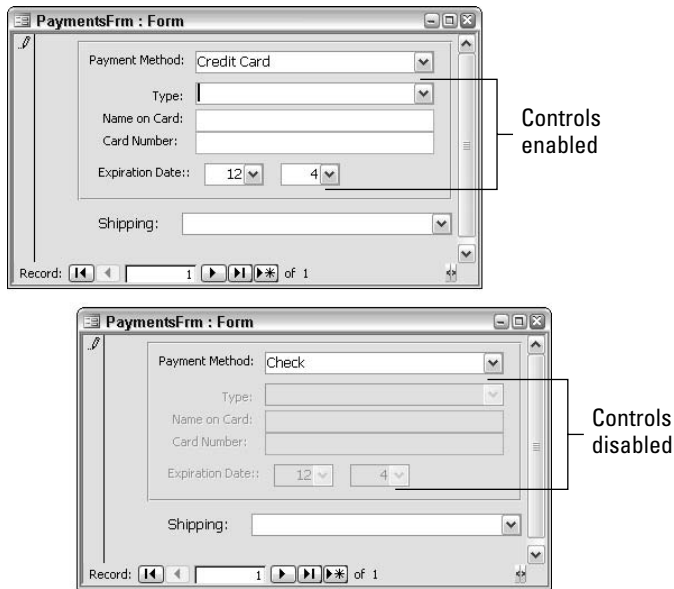 PaymentsFrm : Form
Payment Method: Credit Card
Type:
Name on Card:
Card Number:
Expiration Date:: 12 4
Controls
enabled
Shipping:
Record: 1 of 1
PaymentsFrm : Form
Payment Method: Check
Type:
Name on Card:
Card Number:
Expiration Date:: 12 4
Controls
disabled
Shipping:
Record: 1 of 1